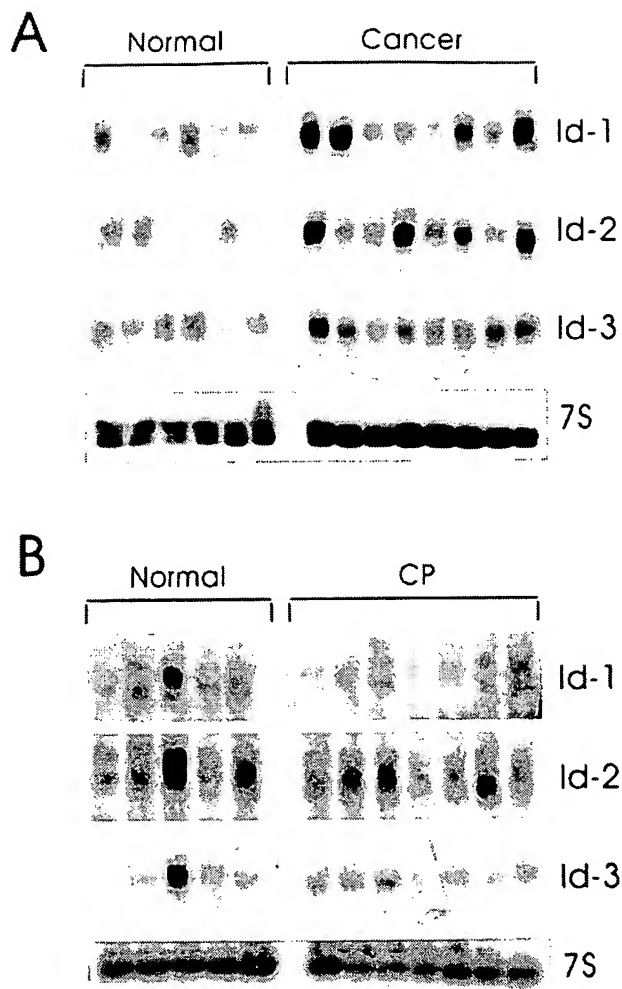 A
Normal Cancer
Id-1
Id-2
Id-3
7S
B
Normal CP
Id-1
Id-2
Id-3
7S